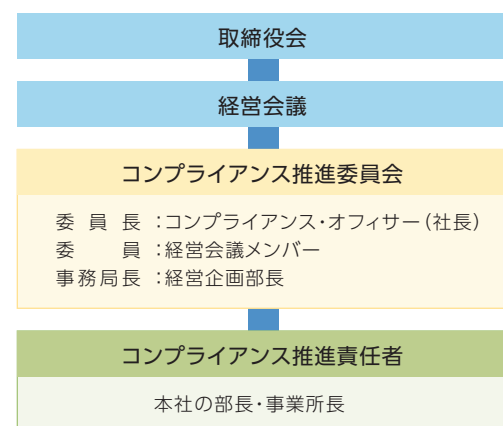 取締役会
経営会議
コンプライアンス推進委員会
委員長：コンプライアンス・オフィサー（社長）
委員：経営会議メンバー
事務局長：経営企画部長
コンプライアンス推進責任者
本社の部長・事業所長